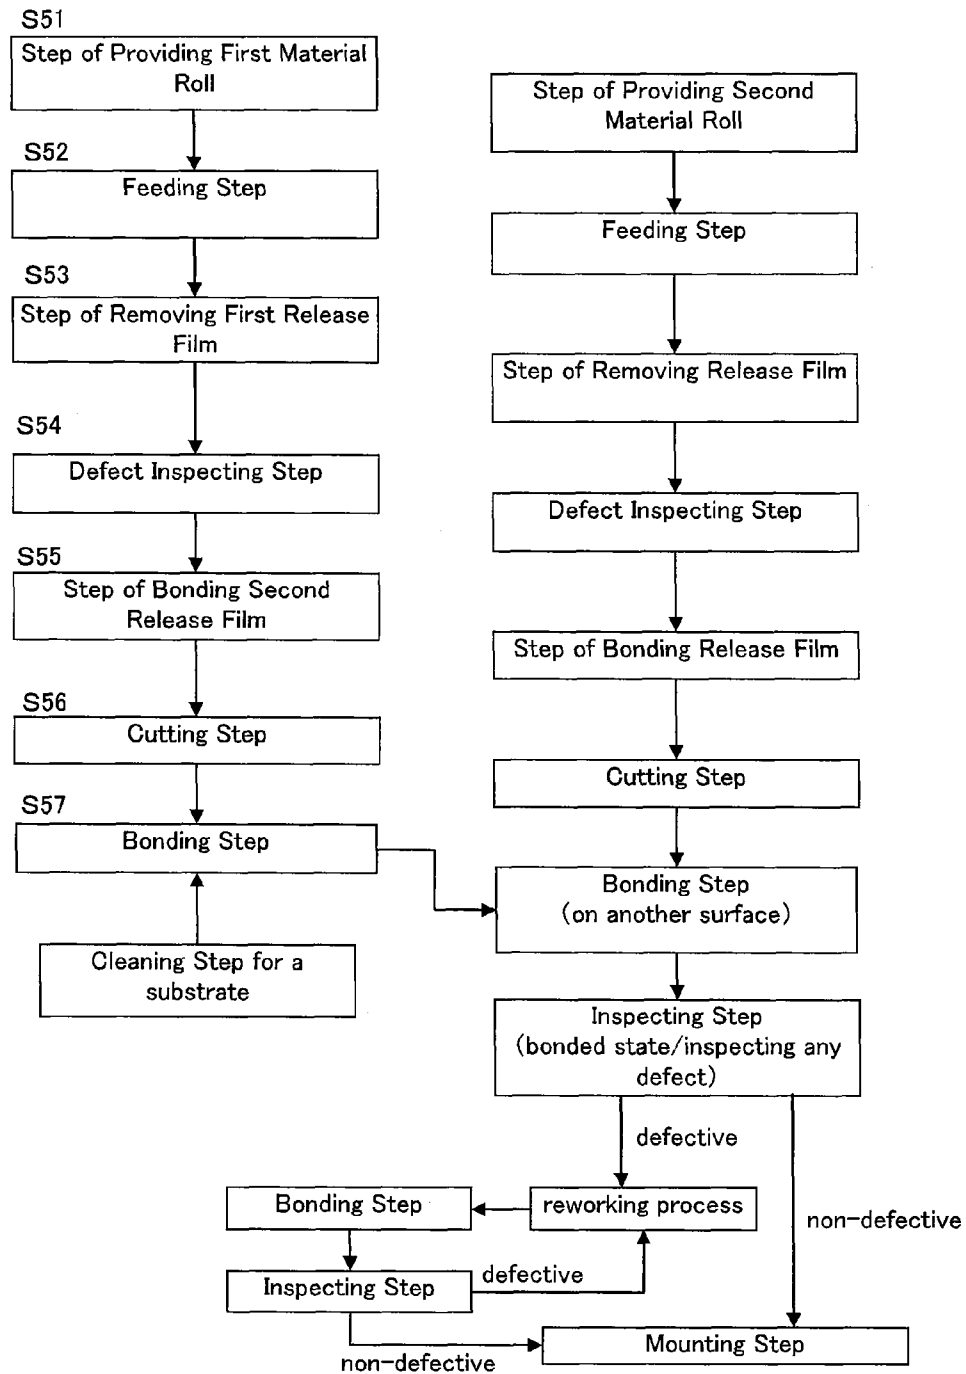 S51
Step of Providing First Material
Roll
S52
Feeding Step
S53
Step of Removing First Release
Film
S54
Defect Inspecting Step
S55
Step of Bonding Second
Release Film
S56
Cutting Step
S57
Bonding Step
Cleaning Step for a
substrate
Step of Providing Second
Material Roll
Feeding Step
Step of Removing Release Film
Defect Inspecting Step
Step of Bonding Release Film
Cutting Step
Bonding Step
(on another surface)
Inspecting Step
(bonded state/inspecting any
defect)
defective
non-defective
reworking process
Bonding Step
Inspecting Step
defective
non-defective
Mounting Step